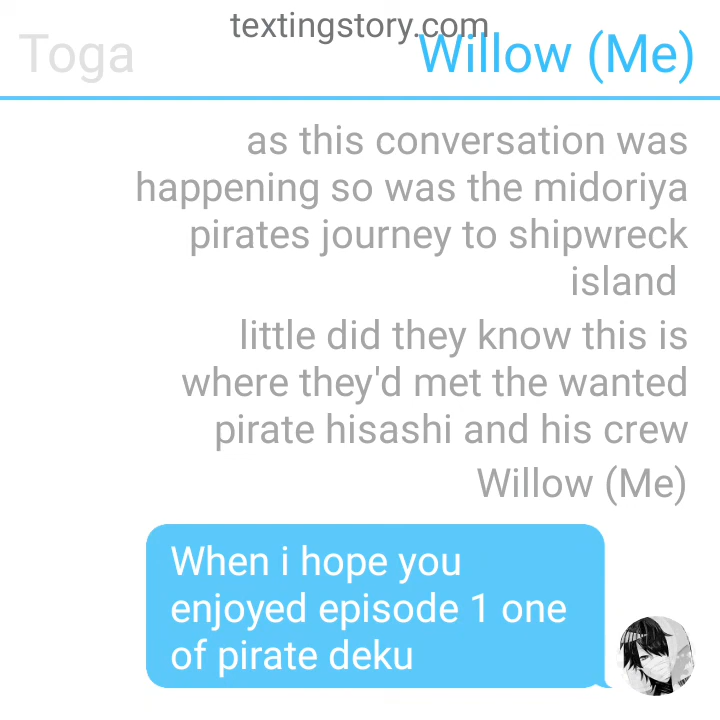 textingstory.com
Toga
Willow (Me)
as this conversation was
happening so was the midoriya
pirates journey to shipwreck
island
little did they know this is
where they'd met the wanted
pirate hisashi and his crew
Willow (Me)
When i hope you
enjoyed episode 1 one
of pirate deku